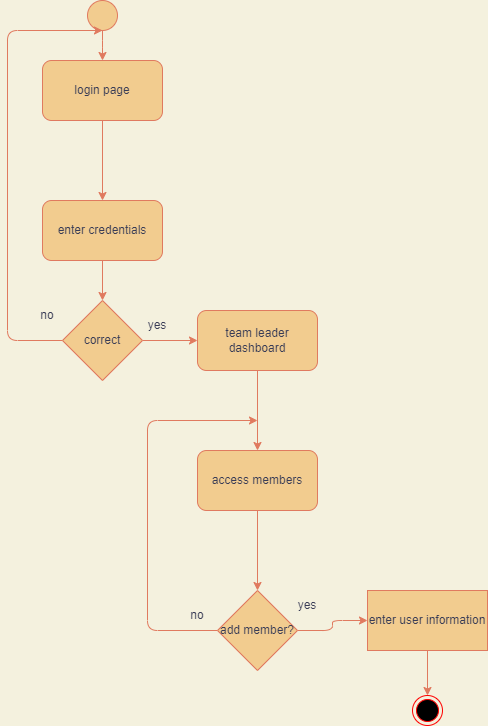 login page
enter credentials
no
yes
correct
team leader
dashboard
access members
no
yes
add member?
enter user information